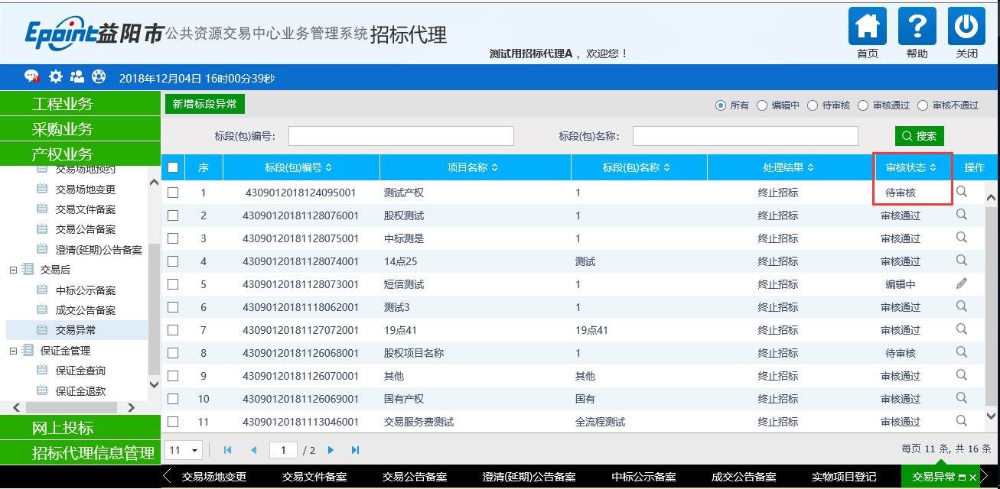 Epoint益阳市公共资源交易中心业务管理系统招标代理
测试用招标代理A，欢迎您！
首页 帮助 关闭
2018年12月04日 16时00分39秒
工程业务
采购业务
产权业务
交易场地预约
交易场地变更
交易文件备案
交易公告备案
澄清(延期)公告备案
交易后
中标公示备案
成交公告备案
交易异常
保证金管理
保证金查询
保证金退款
网上投标
招标代理信息管理
新增标段异常
所有 编辑中 待审核 审核通过 审核不通过
标段(包)编号： 标段(包)名称： 搜索
序 标段(包)编号 项目名称 标段(包)名称 处理结果 审核状态 操作
1 4309012018124095001 测试产权 1 终止招标 待审核
2 43090120181128076001 股权测试 1 终止招标 审核通过
3 43090120181128075001 中标测是 1 终止招标 审核通过
4 43090120181128074001 14点25 测试 终止招标 审核通过
5 43090120181128073001 短信测试 1 终止招标 编辑中
6 43090120181118062001 测试3 1 终止招标 审核通过
7 43090120181127072001 19点41 19点41 终止招标 审核通过
8 43090120181126068001 股权项目名称 1 终止招标 待审核
9 43090120181126070001 其他 其他 终止招标 审核通过
10 43090120181126069001 国有产权 国有 终止招标 审核通过
11 43090120181113046001 交易服务费测试 全流程测试 终止招标 审核通过
11 1 / 2 每页 11 条, 共 16 条
交易场地变更 交易文件备案 交易公告备案 澄清(延期)公告备案 中标公示备案 成交公告备案 实物项目登记 交易异常